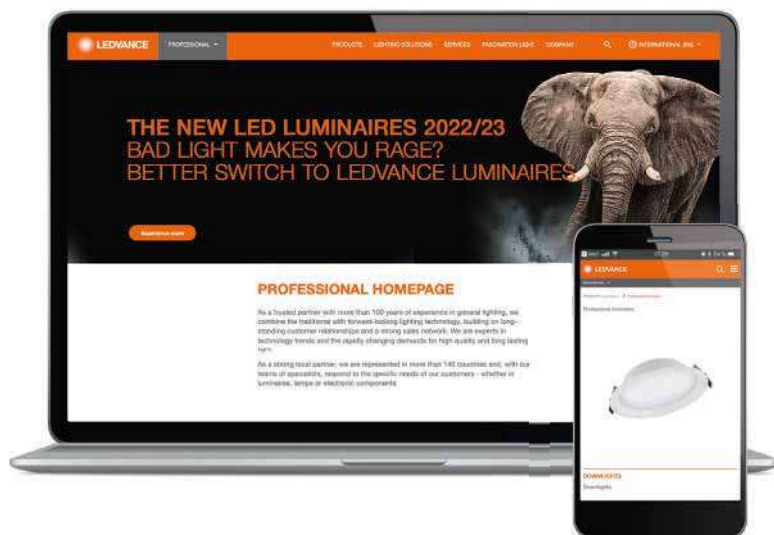 LEDVANCE
PROFESSIONAL
PRODUCTS LIGHTING SOLUTIONS SERVICES FASCINATION LIGHT COMPANY
INTERNATIONAL (EN)
THE NEW LED LUMINAIRES 2022/23
BAD LIGHT MAKES YOU RAGE?
BETTER SWITCH TO LEDVANCE LUMINAIRES
Experience more
PROFESSIONAL HOMEPAGE
As a trusted partner with more than 100 years of experience in general lighting, we
combine the traditional with forward-looking lighting technology, building on long-
standing customer relationships and a strong sales network. We are experts in
technology trends and the rapidly changing demands for high quality and long lasting
light.
As a strong local partner, we are represented in more than 140 countries and, with our
teams of specialists, respond to the specific needs of our customers - whether in
luminaires, lamps or electronic components.
LEDVANCE
Professional luminaires
DOWNLIGHTS
Downlights